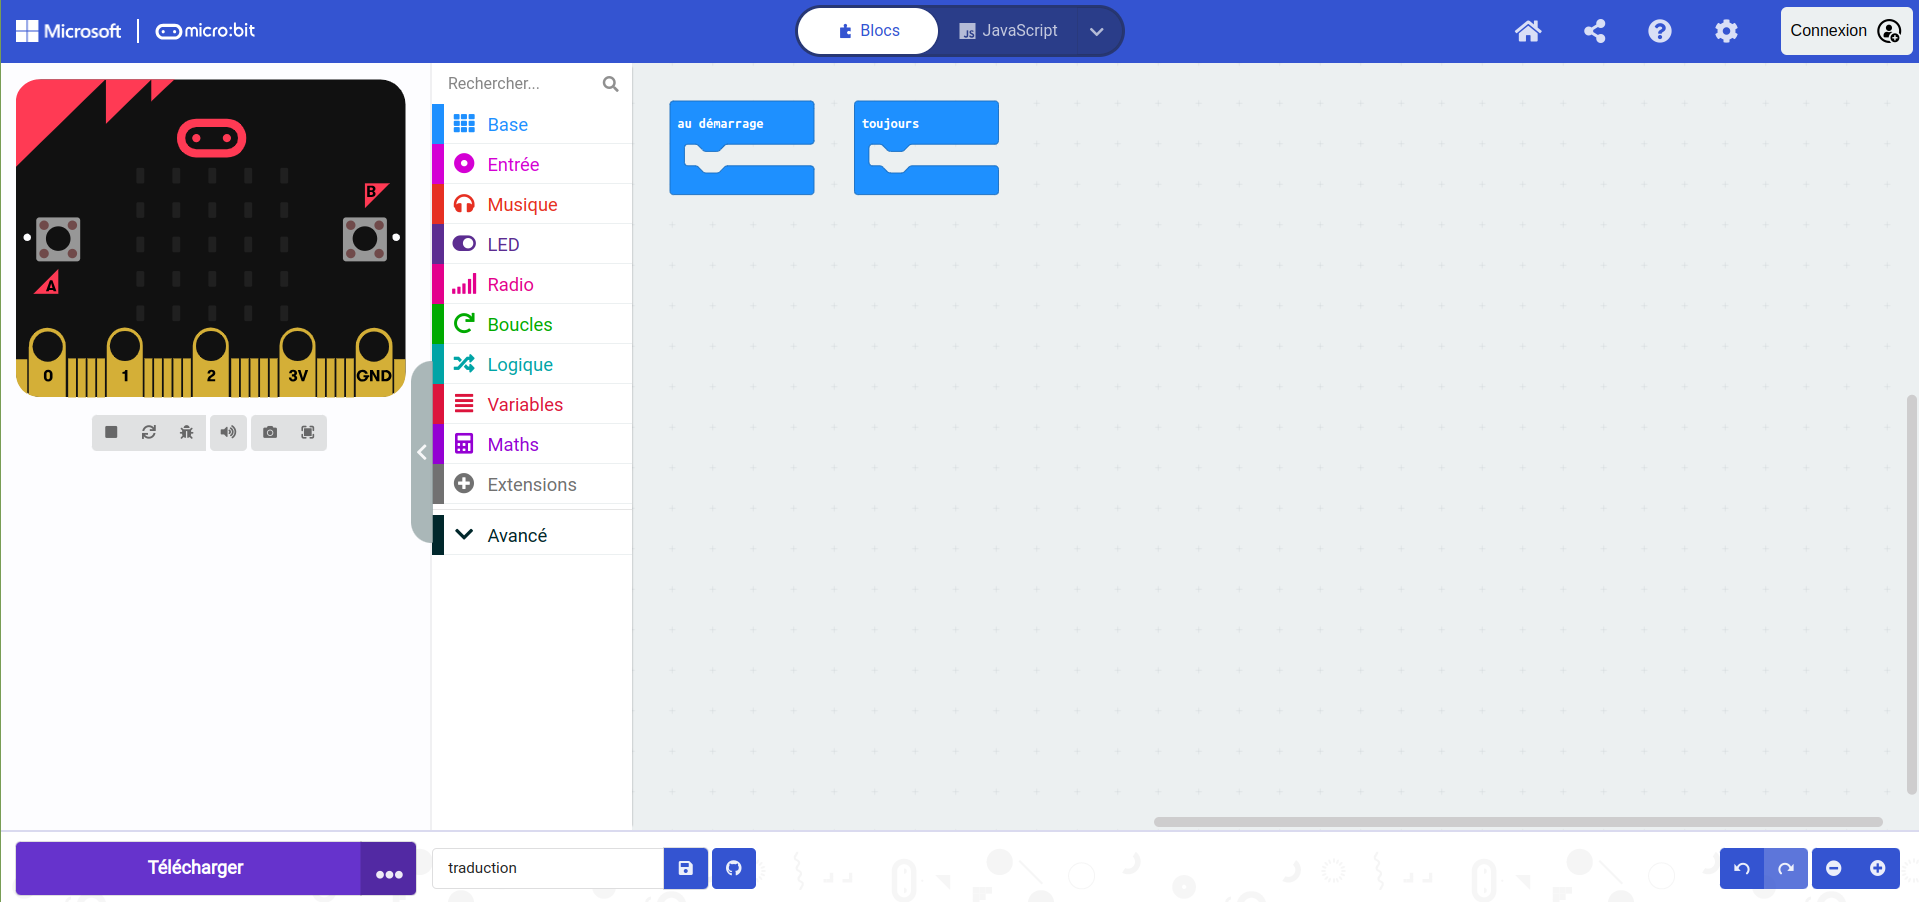 Microsoft
micro:bit
Blocs
JavaScript
Connexion
Rechercher...
Base
Entrée
Musique
LED
Radio
Boucles
Logique
Variables
Maths
Extensions
Avancé
B
A
0 1 2 3V GND
au démarrage
toujours
Télécharger
traduction